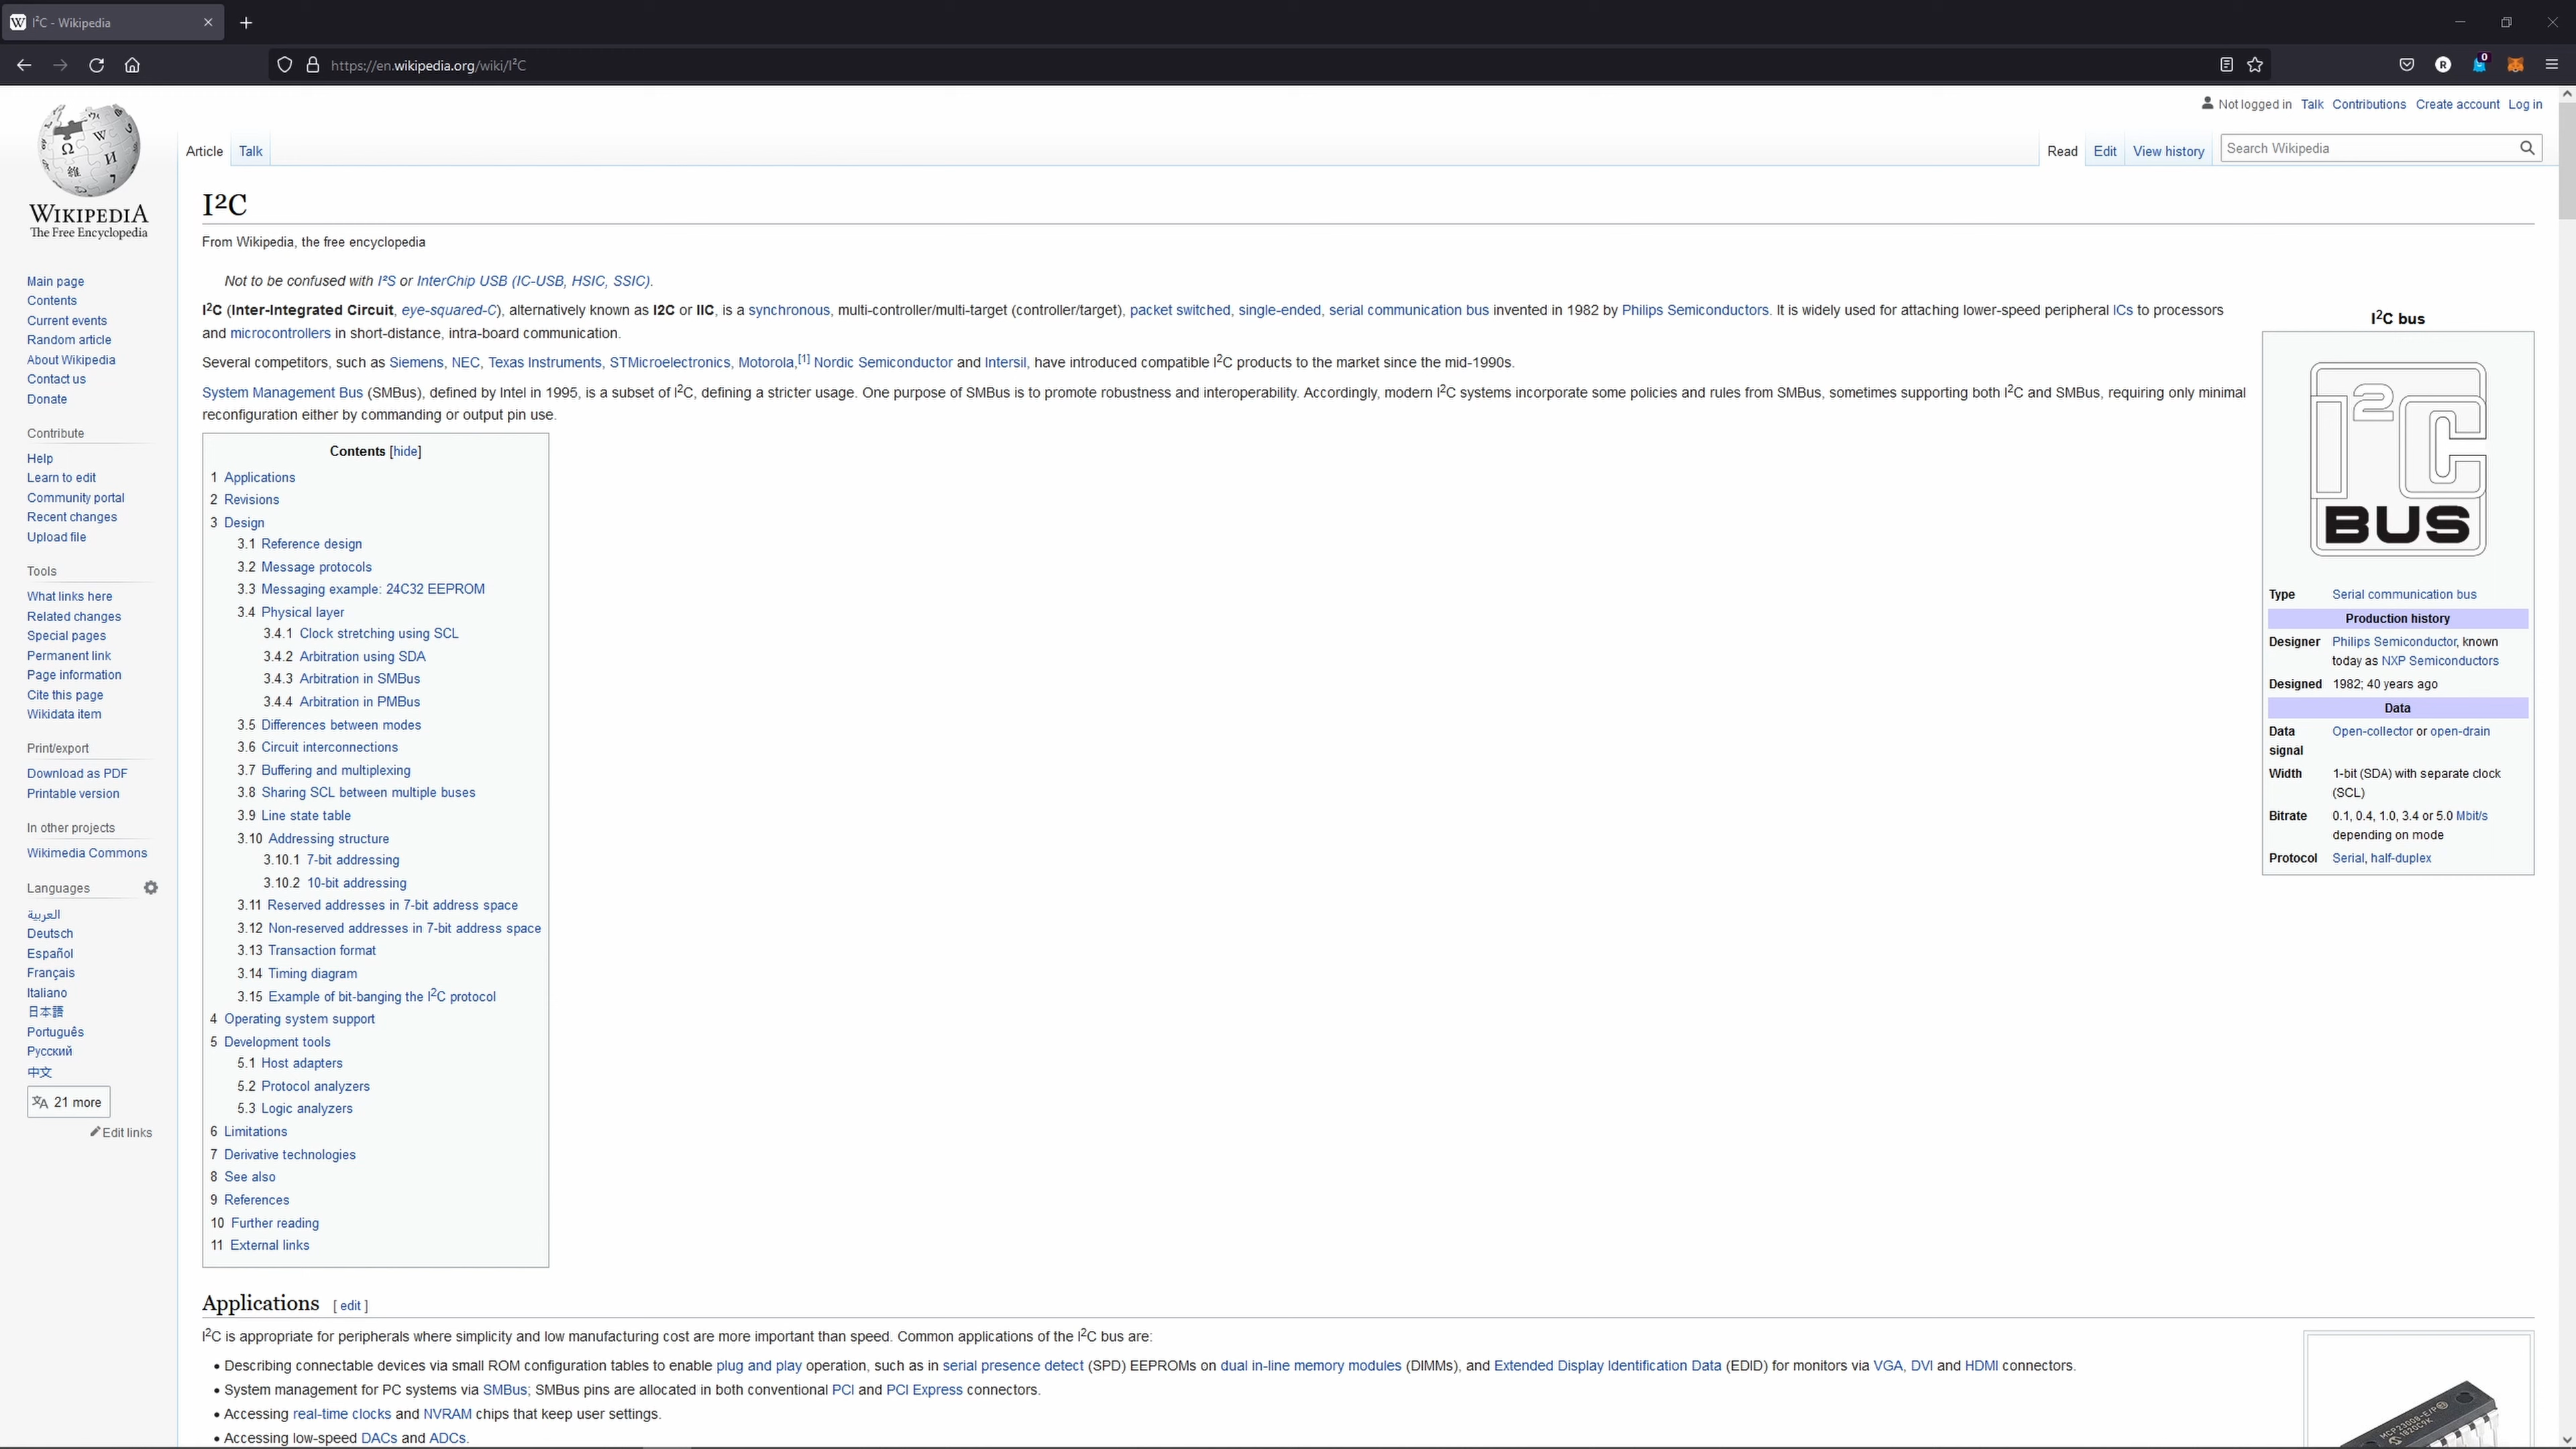 I²C - Wikipedia
https://en.wikipedia.org/wiki/I²C
R
0
Not logged in Talk Contributions Create account Log in
Article Talk
Read Edit View history Search Wikipedia
WIKIPEDIA
The Free Encyclopedia
Main page
Contents
Current events
Random article
About Wikipedia
Contact us
Donate
Contribute
Help
Learn to edit
Community portal
Recent changes
Upload file
Tools
What links here
Related changes
Special pages
Permanent link
Page information
Cite this page
Wikidata item
Print/export
Download as PDF
Printable version
In other projects
Wikimedia Commons
Languages
العربية
Deutsch
Español
Français
Italiano
日本語
Português
Русский
中文
21 more
Edit links
I²C
From Wikipedia, the free encyclopedia
Not to be confused with I²S or InterChip USB (IC-USB, HSIC, SSIC).
I²C (Inter-Integrated Circuit, eye-squared-C), alternatively known as I2C or IIC, is a synchronous, multi-controller/multi-target (controller/target), packet switched, single-ended, serial communication bus invented in 1982 by Philips Semiconductors. It is widely used for attaching lower-speed peripheral ICs to processors
and microcontrollers in short-distance, intra-board communication.
Several competitors, such as Siemens, NEC, Texas Instruments, STMicroelectronics, Motorola,[1] Nordic Semiconductor and Intersil, have introduced compatible I²C products to the market since the mid-1990s.
System Management Bus (SMBus), defined by Intel in 1995, is a subset of I²C, defining a stricter usage. One purpose of SMBus is to promote robustness and interoperability. Accordingly, modern I²C systems incorporate some policies and rules from SMBus, sometimes supporting both I²C and SMBus, requiring only minimal
reconfiguration either by commanding or output pin use.
Contents [hide]
1 Applications
2 Revisions
3 Design
3.1 Reference design
3.2 Message protocols
3.3 Messaging example: 24C32 EEPROM
3.4 Physical layer
3.4.1 Clock stretching using SCL
3.4.2 Arbitration using SDA
3.4.3 Arbitration in SMBus
3.4.4 Arbitration in PMBus
3.5 Differences between modes
3.6 Circuit interconnections
3.7 Buffering and multiplexing
3.8 Sharing SCL between multiple buses
3.9 Line state table
3.10 Addressing structure
3.10.1 7-bit addressing
3.10.2 10-bit addressing
3.11 Reserved addresses in 7-bit address space
3.12 Non-reserved addresses in 7-bit address space
3.13 Transaction format
3.14 Timing diagram
3.15 Example of bit-banging the I²C protocol
4 Operating system support
5 Development tools
5.1 Host adapters
5.2 Protocol analyzers
5.3 Logic analyzers
6 Limitations
7 Derivative technologies
8 See also
9 References
10 Further reading
11 External links
I²C bus
I²C
BUS
Type Serial communication bus
Production history
Designer Philips Semiconductor, known
today as NXP Semiconductors
Designed 1982; 40 years ago
Data
Data Open-collector or open-drain
signal
Width 1-bit (SDA) with separate clock
(SCL)
Bitrate 0.1, 0.4, 1.0, 3.4 or 5.0 Mbit/s
depending on mode
Protocol Serial, half-duplex
Applications [ edit ]
I²C is appropriate for peripherals where simplicity and low manufacturing cost are more important than speed. Common applications of the I²C bus are:
• Describing connectable devices via small ROM configuration tables to enable plug and play operation, such as in serial presence detect (SPD) EEPROMs on dual in-line memory modules (DIMMs), and Extended Display Identification Data (EDID) for monitors via VGA, DVI and HDMI connectors.
• System management for PC systems via SMBus; SMBus pins are allocated in both conventional PCI and PCI Express connectors.
• Accessing real-time clocks and NVRAM chips that keep user settings.
• Accessing low-speed DACs and ADCs.